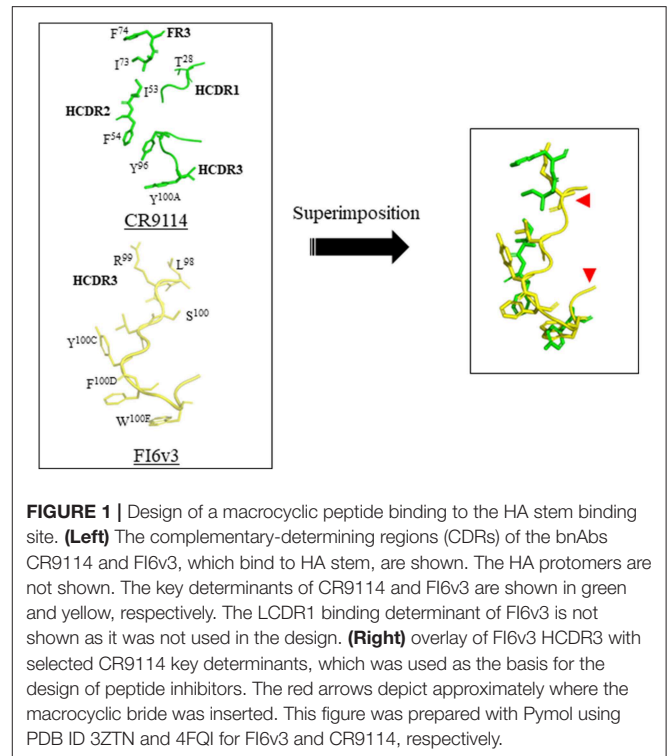 F74
FR3
I73
T28
I53
HCDR1
HCDR2
F54
Y96
HCDR3
Y100A
CR9114
Superimposition
R99
L98
HCDR3
S100
Y100C
F100D
W100E
FI6v3
FIGURE 1 | Design of a macrocyclic peptide binding to the HA stem binding
site. (Left) The complementary-determining regions (CDRs) of the bnAbs
CR9114 and FI6v3, which bind to HA stem, are shown. The HA protomers are
not shown. The key determinants of CR9114 and FI6v3 are shown in green
and yellow, respectively. The LCDR1 binding determinant of FI6v3 is not
shown as it was not used in the design. (Right) overlay of FI6v3 HCDR3 with
selected CR9114 key determinants, which was used as the basis for the
design of peptide inhibitors. The red arrows depict approximately where the
macrocyclic bride was inserted. This figure was prepared with Pymol using
PDB ID 3ZTN and 4FQI for FI6v3 and CR9114, respectively.